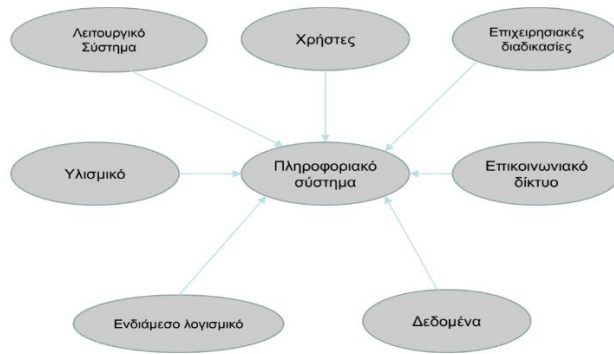 Λειτουργικό
Σύστημα
Χρήστες
Επιχειρησιακές
διαδικασίες
Υλισμικό
Πληροφοριακό
σύστημα
Επικοινωνιακό
δίκτυο
Ενδιάμεσο λογισμικό
Δεδομένα